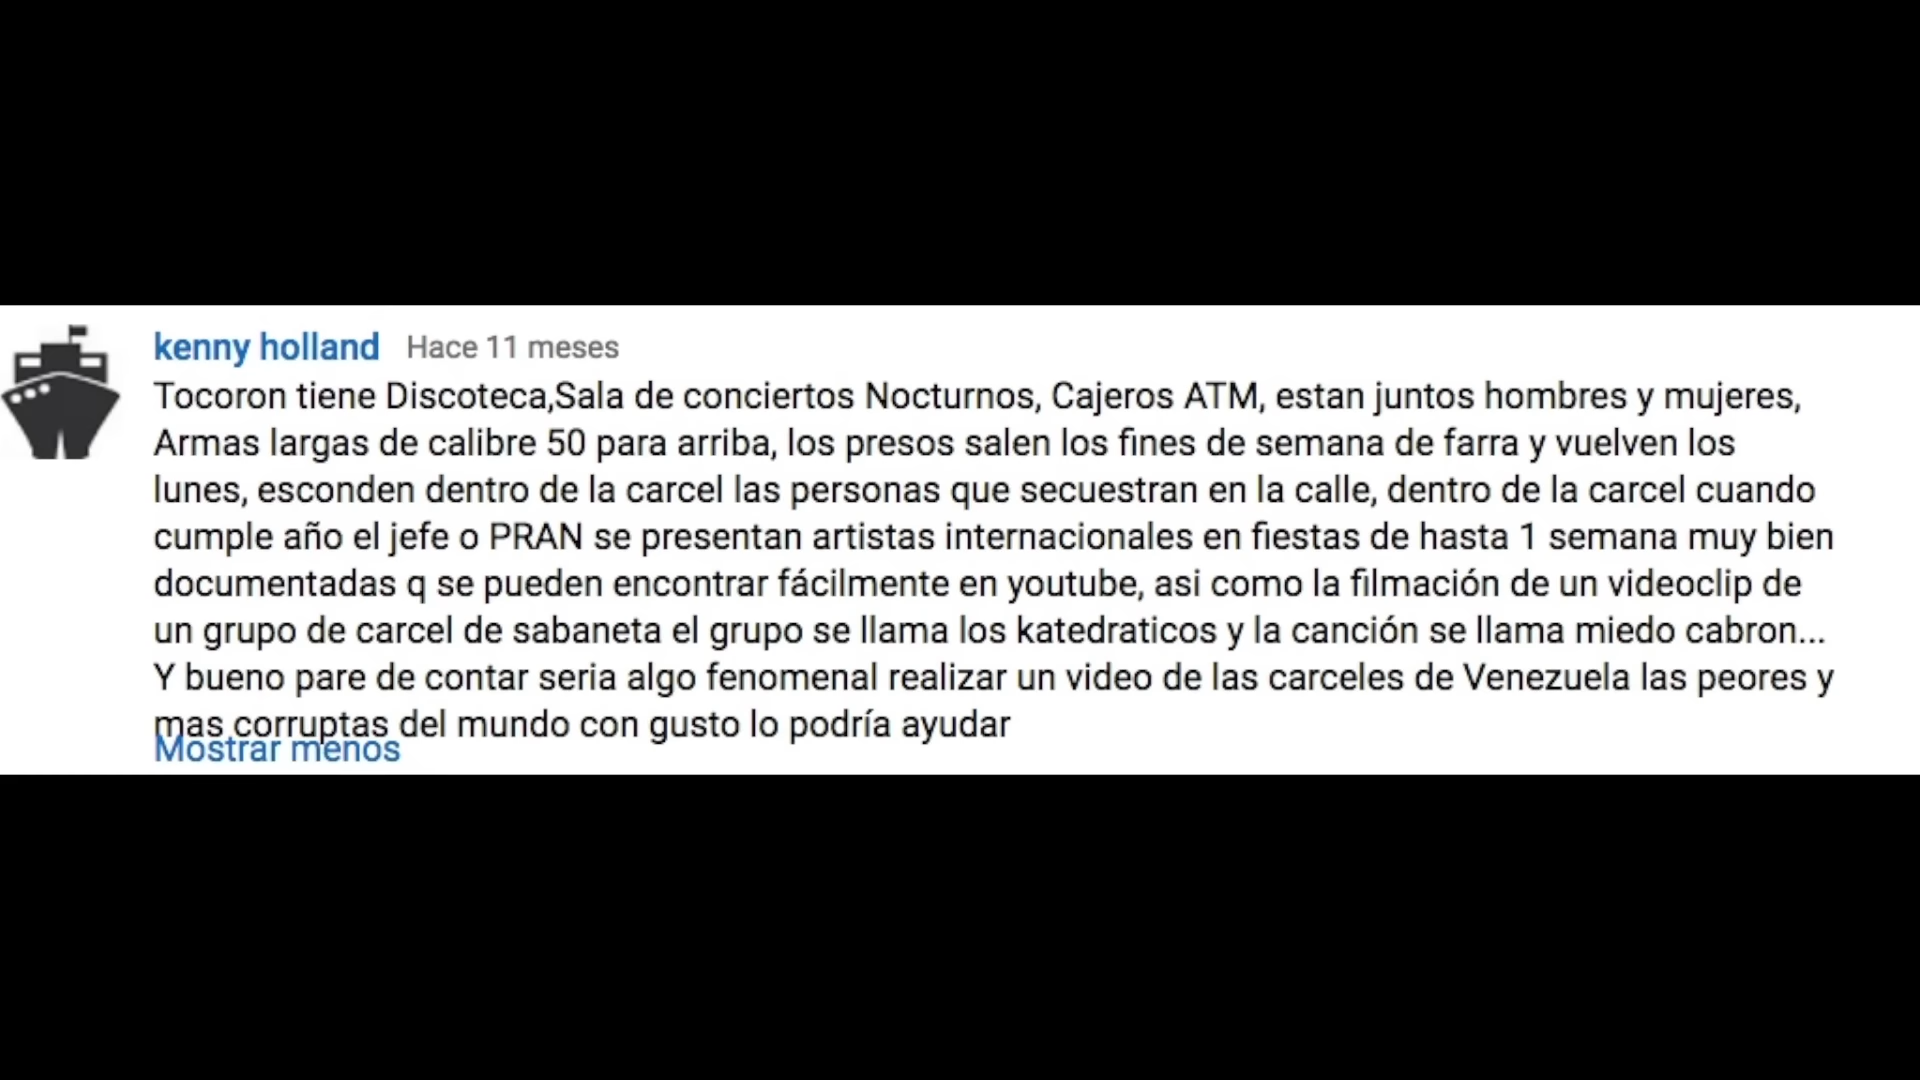 kenny holland Hace 11 meses
Tocoron tiene Discoteca,Sala de conciertos Nocturnos, Cajeros ATM, estan juntos hombres y mujeres,
Armas largas de calibre 50 para arriba, los presos salen los fines de semana de farra y vuelven los
lunes, esconden dentro de la carcel las personas que secuestran en la calle, dentro de la carcel cuando
cumple año el jefe o PRAN se presentan artistas internacionales en fiestas de hasta 1 semana muy bien
documentadas q se pueden encontrar fácilmente en youtube, asi como la filmación de un videoclip de
un grupo de carcel de sabaneta el grupo se llama los katedraticos y la canción se llama miedo cabron...
Y bueno pare de contar seria algo fenomenal realizar un video de las carceles de Venezuela las peores y
mas corruptas del mundo con gusto lo podría ayudar
Mostrar menos